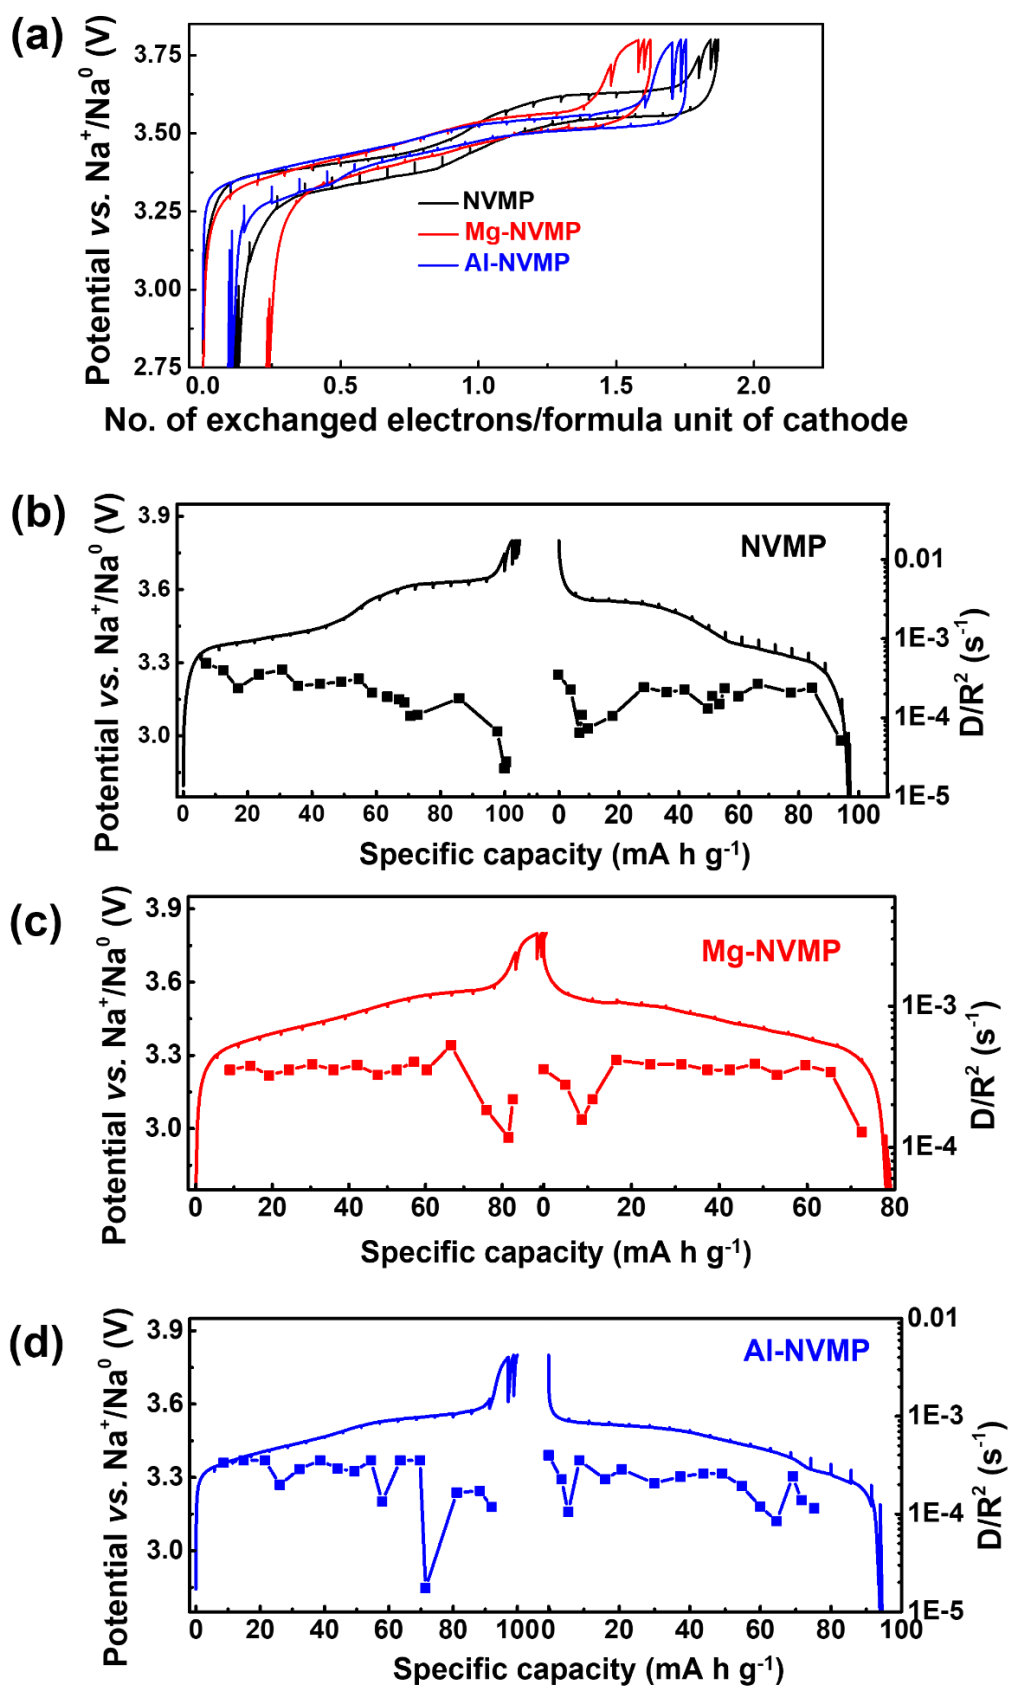 (a)
Potential vs. Na⁺/Na⁰ (V)
3.75
3.50
3.25
3.00
2.75
NVMP
Mg-NVMP
Al-NVMP
0.0 0.5 1.0 1.5 2.0
No. of exchanged electrons/formula unit of cathode
(b)
Potential vs. Na⁺/Na⁰ (V)
3.9
3.6
3.3
3.0
NVMP
0.01
1E-3
1E-4
1E-5
D/R² (s⁻¹)
0 20 40 60 80 100 0 20 40 60 80 100
Specific capacity (mA h g⁻¹)
(c)
Potential vs. Na⁺/Na⁰ (V)
3.9
3.6
3.3
3.0
Mg-NVMP
1E-3
1E-4
D/R² (s⁻¹)
0 20 40 60 80 0 20 40 60 80
Specific capacity (mA h g⁻¹)
(d)
Potential vs. Na⁺/Na⁰ (V)
3.9
3.6
3.3
3.0
Al-NVMP
0.01
1E-3
1E-4
1E-5
D/R² (s⁻¹)
0 20 40 60 80 100 0 20 40 60 80 100
Specific capacity (mA h g⁻¹)